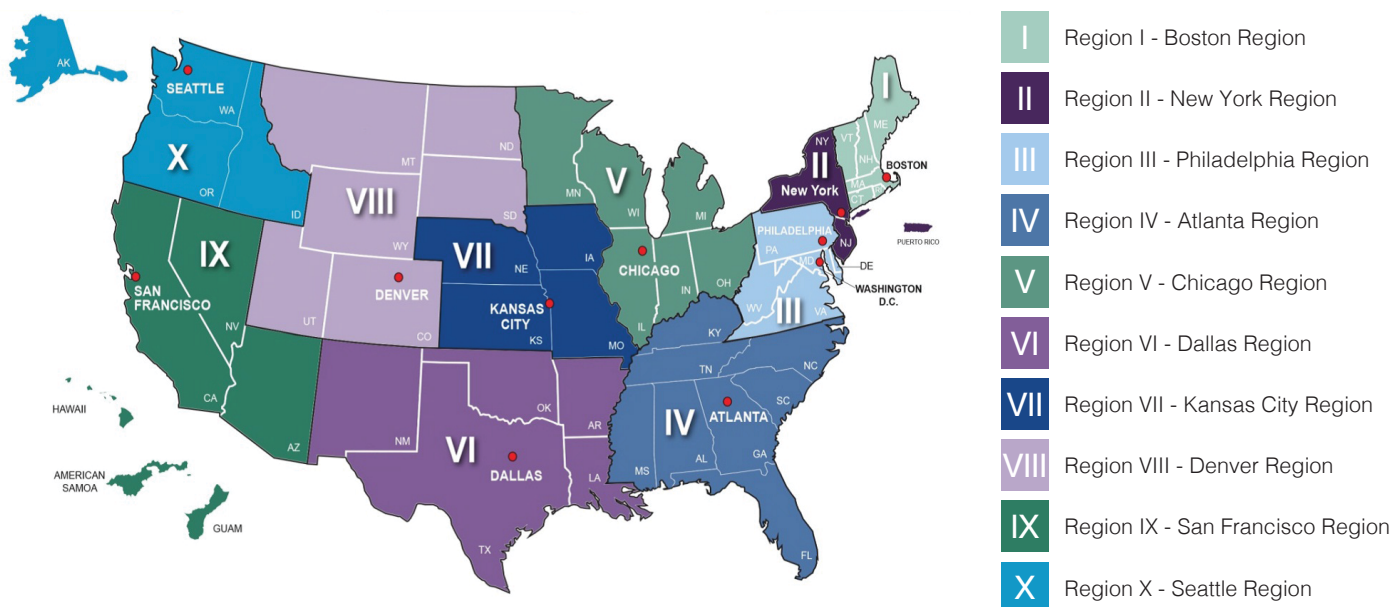 AK
SEATTLE
WA
X
OR
ID
MT
ND
VIII
SD
WY
UT
DENVER
CO
IX
SAN
FRANCISCO
NV
CA
AZ
HAWAII
AMERICAN
SAMOA
GUAM
VII
NE
IA
KANSAS
CITY
KS
MO
MN
V
WI
MI
CHICAGO
IL
IN
OH
NM
OK
AR
VI
DALLAS
LA
TX
KY
TN
NC
SC
IV
ATLANTA
MS
AL
GA
FL
I
ME
VT
NH
BOSTON
MA
CT
RI
NY
II
New York
NJ
PUERTO RICO
PHILADELPHIA
PA
MD
DE
WASHINGTON
D.C.
WV
III
VA
I Region I - Boston Region
II Region II - New York Region
III Region III - Philadelphia Region
IV Region IV - Atlanta Region
V Region V - Chicago Region
VI Region VI - Dallas Region
VII Region VII - Kansas City Region
VIII Region VIII - Denver Region
IX Region IX - San Francisco Region
X Region X - Seattle Region